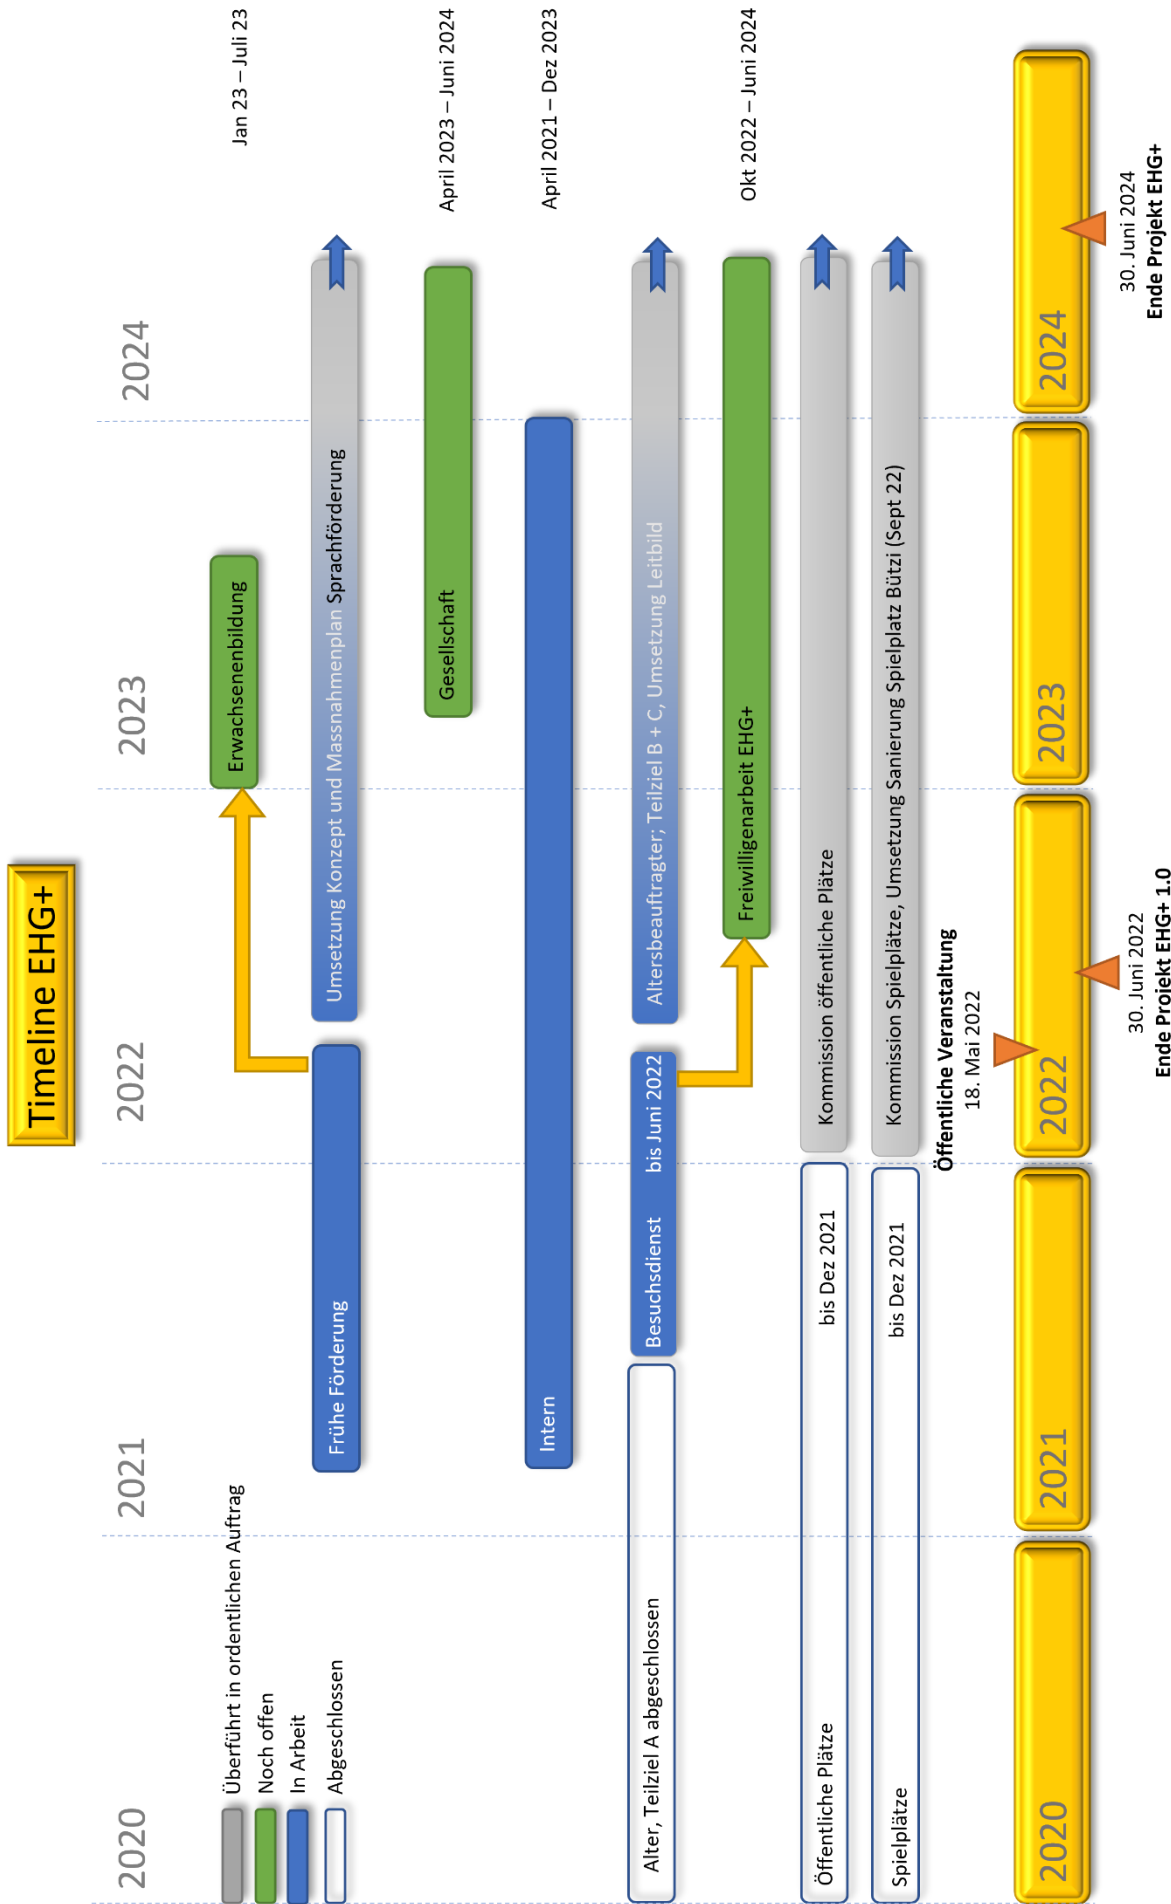 Timeline EHG+
2020
2021
2022
2023
2024
Überführt in ordentlichen Auftrag
Noch offen
In Arbeit
Abgeschlossen
Erwachsenenbildung
Jan 23 – Juli 23
Frühe Förderung
Umsetzung Konzept und Massnahmenplan Sprachförderung
Gesellschaft
April 2023 – Juni 2024
Intern
April 2021 – Dez 2023
Alter, Teilziel A abgeschlossen
Besuchsdienst bis Juni 2022
Altersbeauftragter; Teilziel B + C, Umsetzung Leitbild
Freiwilligenarbeit EHG+
Okt 2022 – Juni 2024
Öffentliche Plätze bis Dez 2021
Kommission öffentliche Plätze
Spielplätze bis Dez 2021
Kommission Spielplätze, Umsetzung Sanierung Spielplatz Bützi (Sept 22)
Öffentliche Veranstaltung
18. Mai 2022
2020
2021
2022
2023
2024
30. Juni 2022
Ende Projekt EHG+ 1.0
30. Juni 2024
Ende Projekt EHG+